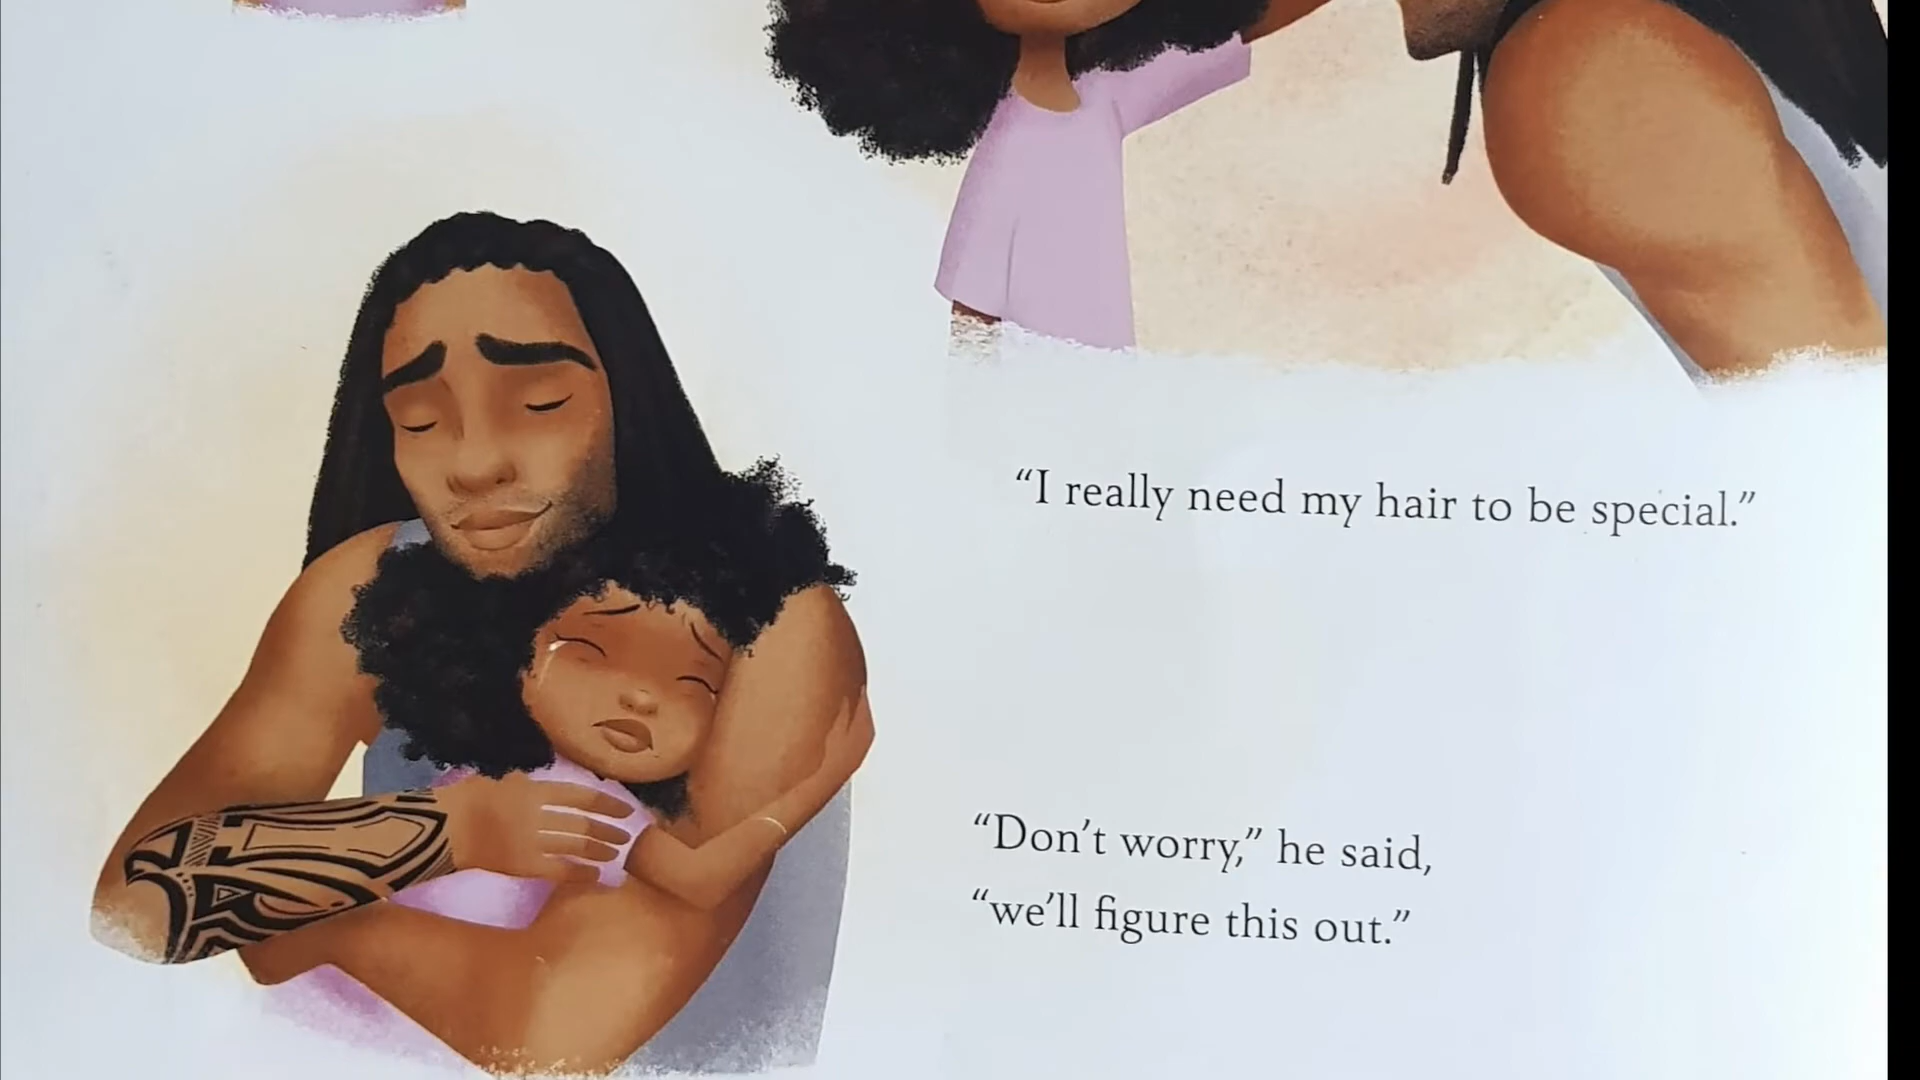 “I really need my hair to be special.”
“Don’t worry,” he said,
“we’ll figure this out.”